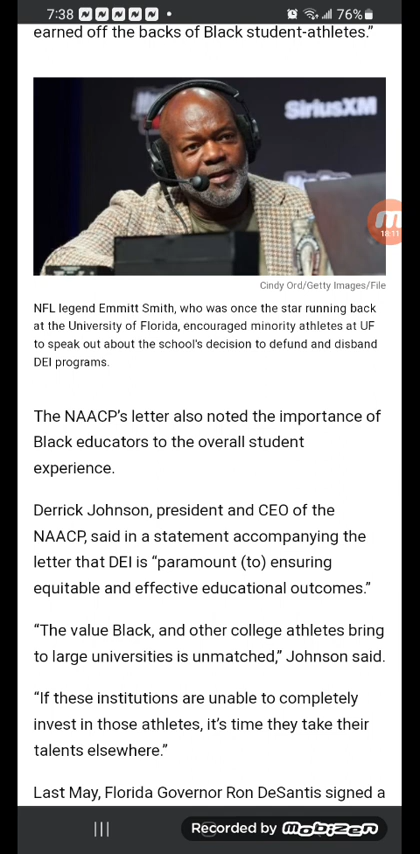 7:38
76%
earned off the backs of Black student-athletes.”
SiriusXM
18:11
Cindy Ord/Getty Images/File
NFL legend Emmitt Smith, who was once the star running back
at the University of Florida, encouraged minority athletes at UF
to speak out about the school's decision to defund and disband
DEI programs.
The NAACP’s letter also noted the importance of
Black educators to the overall student
experience.
Derrick Johnson, president and CEO of the
NAACP, said in a statement accompanying the
letter that DEI is “paramount (to) ensuring
equitable and effective educational outcomes.”
“The value Black, and other college athletes bring
to large universities is unmatched,” Johnson said.
“If these institutions are unable to completely
invest in those athletes, it’s time they take their
talents elsewhere.”
Last May, Florida Governor Ron DeSantis signed a
Recorded by mobizen